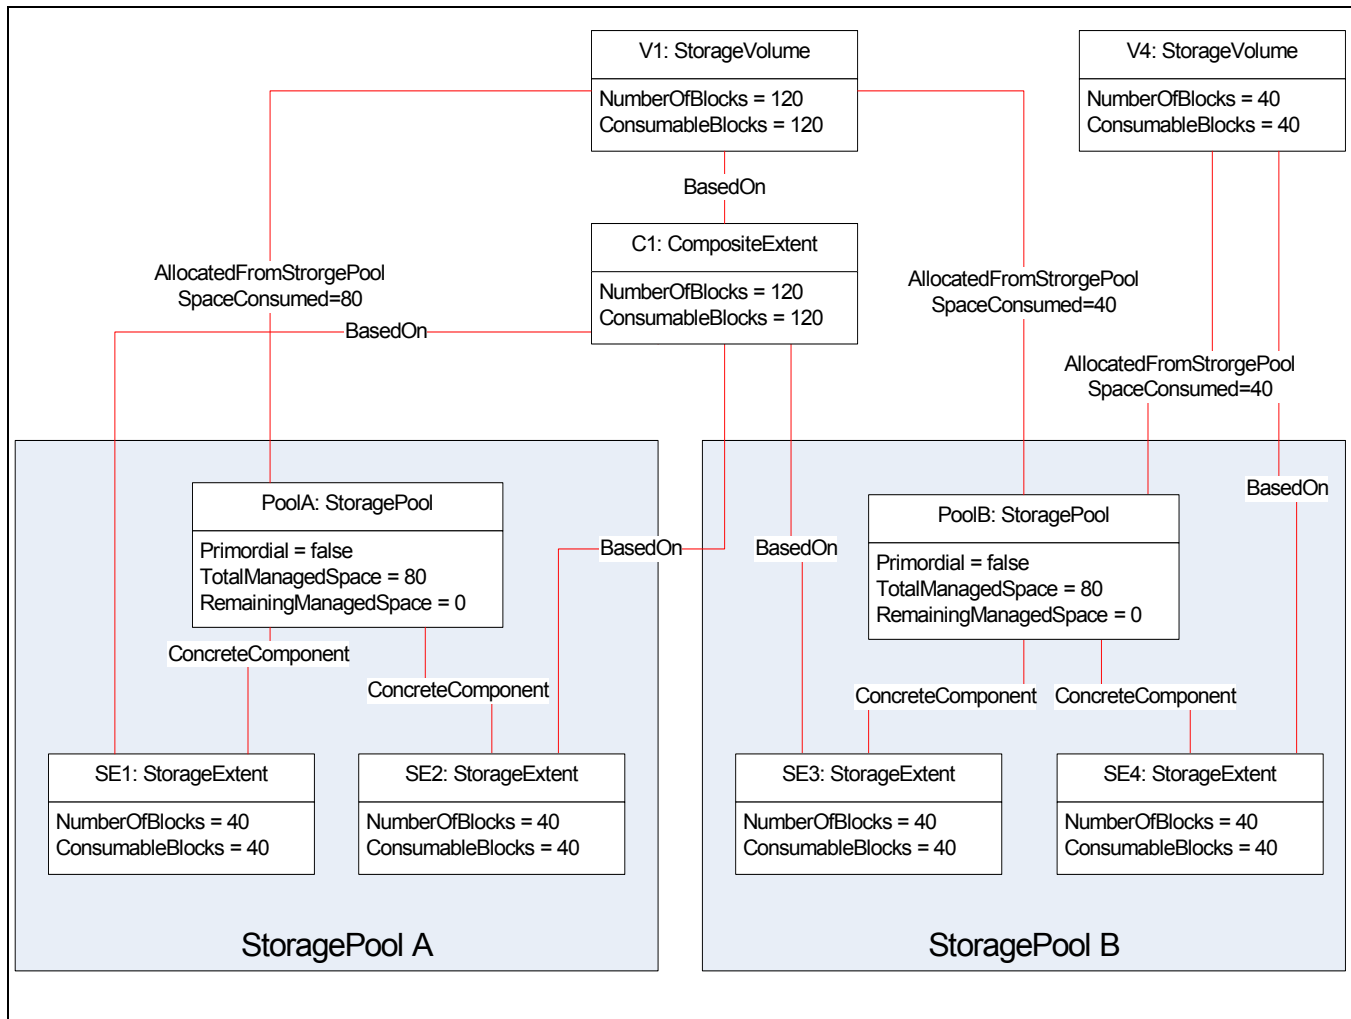 V1: StorageVolume
NumberOfBlocks = 120
ConsumableBlocks = 120
V4: StorageVolume
NumberOfBlocks = 40
ConsumableBlocks = 40
BasedOn
C1: CompositeExtent
NumberOfBlocks = 120
ConsumableBlocks = 120
AllocatedFromStrorgePool
SpaceConsumed=80
BasedOn
AllocatedFromStrorgePool
SpaceConsumed=40
AllocatedFromStrorgePool
SpaceConsumed=40
PoolA: StoragePool
Primordial = false
TotalManagedSpace = 80
RemainingManagedSpace = 0
BasedOn
BasedOn
PoolB: StoragePool
Primordial = false
TotalManagedSpace = 80
RemainingManagedSpace = 0
BasedOn
ConcreteComponent
ConcreteComponent
ConcreteComponent
ConcreteComponent
SE1: StorageExtent
NumberOfBlocks = 40
ConsumableBlocks = 40
SE2: StorageExtent
NumberOfBlocks = 40
ConsumableBlocks = 40
SE3: StorageExtent
NumberOfBlocks = 40
ConsumableBlocks = 40
SE4: StorageExtent
NumberOfBlocks = 40
ConsumableBlocks = 40
StoragePool A
StoragePool B